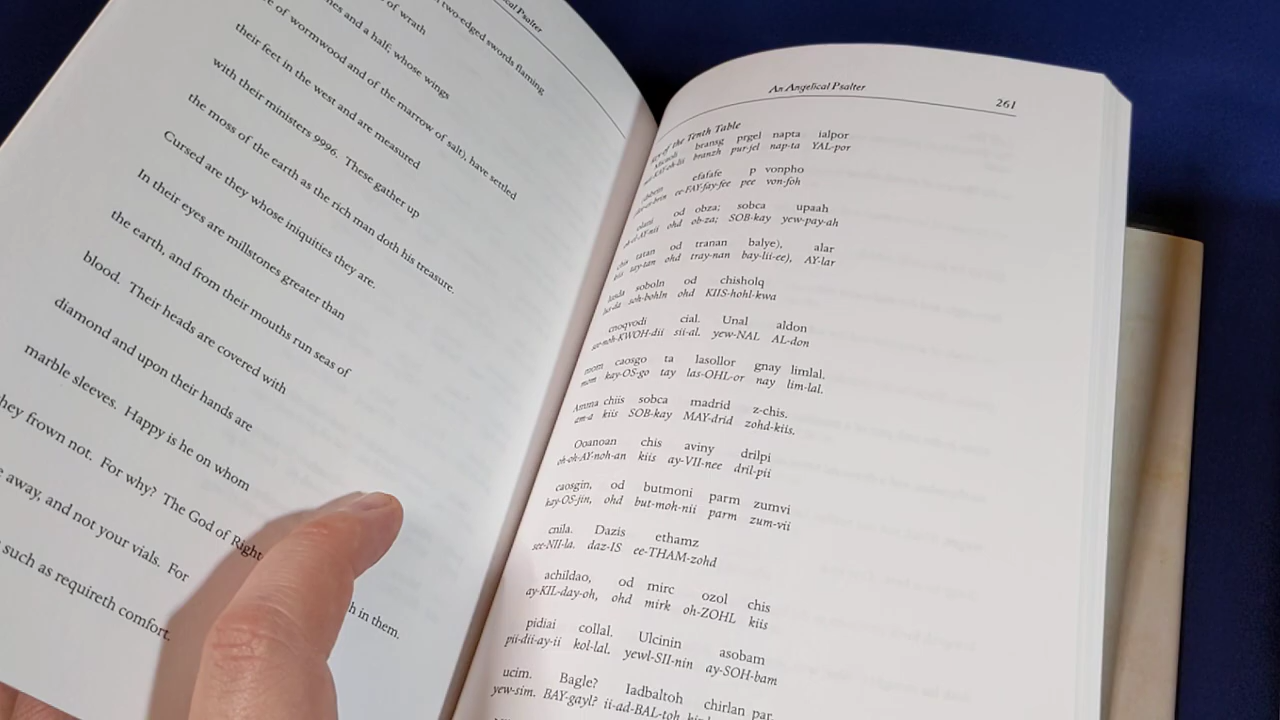 ical Psalter
two-edged swords flaming
of wrath
and a half; whose wings
of wormwood and of the marrow of salt), have settled
their feet in the west and are measured
with their ministers 9996. These gather up
the moss of the earth as the rich man doth his treasure.
Cursed are they whose iniquities they are.
In their eyes are millstones greater than
the earth, and from their mouths run seas of
blood. Their heads are covered with
diamond and upon their hands are
marble sleeves. Happy is he on whom
hey frown not. For why? The God of Right
h in them.
away, and not your vials. For
such as requireth comfort.
An Angelical Psalter
261
of the Tenth Table
bransg prgel napta ialpor
branzh pur-jel nap-ta YAL-por
efafafe p vonpho
ee-FAY-fay-fee pee von-foh
od obza; sobca upaah
ohd ob-za; SOB-kay yew-pay-ah
tatan od tranan balye), alar
tay-tan ohd tray-nan bay-lii-ee), AY-lar
soboln od chisholq
soh-bohln ohd KIIS-hohl-kwa
cnoqvodi cial. Unal aldon
see-noh-KWOH-dii sii-al. yew-NAL AL-don
mom caosgo ta lasollor gnay limlal.
mom kay-OS-go tay las-OHL-or nay lim-lal.
Amma chiis sobca madrid z-chis.
am-a kiis SOB-kay MAY-drid zohd-kiis.
Ooanoan chis aviny drilpi
oh-oh-AY-noh-an kiis ay-VII-nee dril-pii
caosgin, od butmoni parm zumvi
kay-OS-jin, ohd but-moh-nii parm zum-vii
cnila. Dazis ethamz
see-NII-la. daz-IS ee-THAM-zohd
achildao, od mirc ozol chis
ay-KIL-day-oh, ohd mirk oh-ZOHL kiis
pidiai collal. Ulcinin asobam
pii-dii-ay-ii kol-lal. yewl-SII-nin ay-SOH-bam
ucim. Bagle? Iadbaltoh chirlan par.
yew-sim. BAY-gayl? ii-ad-BAL-toh